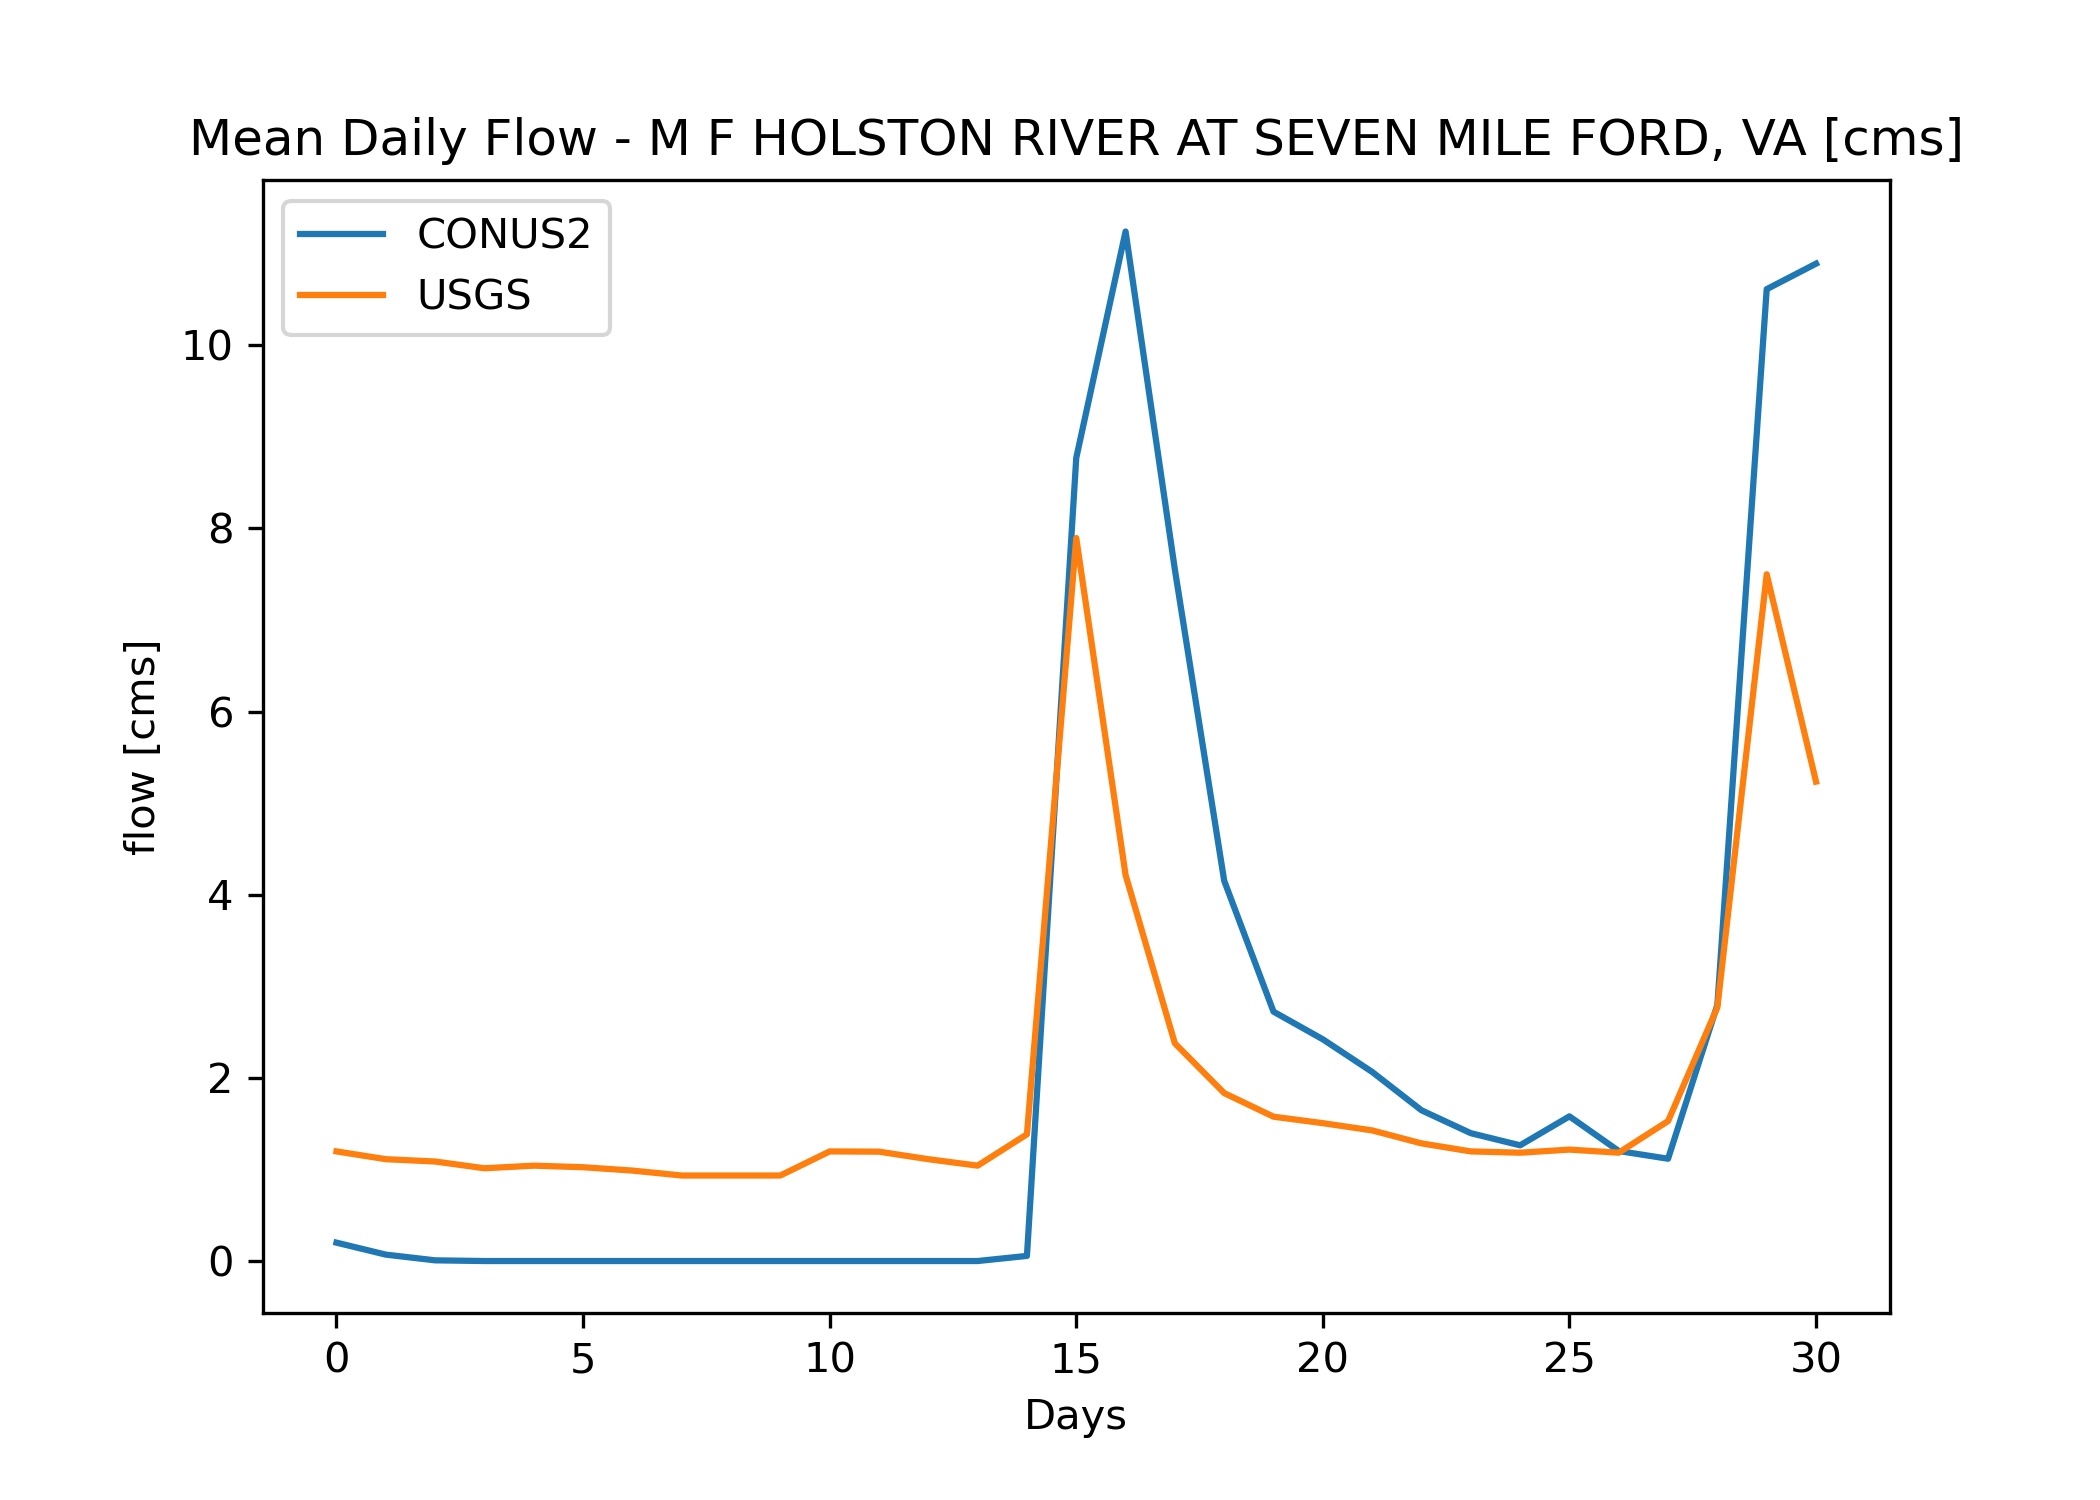 Mean Daily Flow - M F HOLSTON RIVER AT SEVEN MILE FORD, VA [cms]
CONUS2
USGS
flow [cms]
10
8
6
4
2
0
0 5 10 15 20 25 30
Days